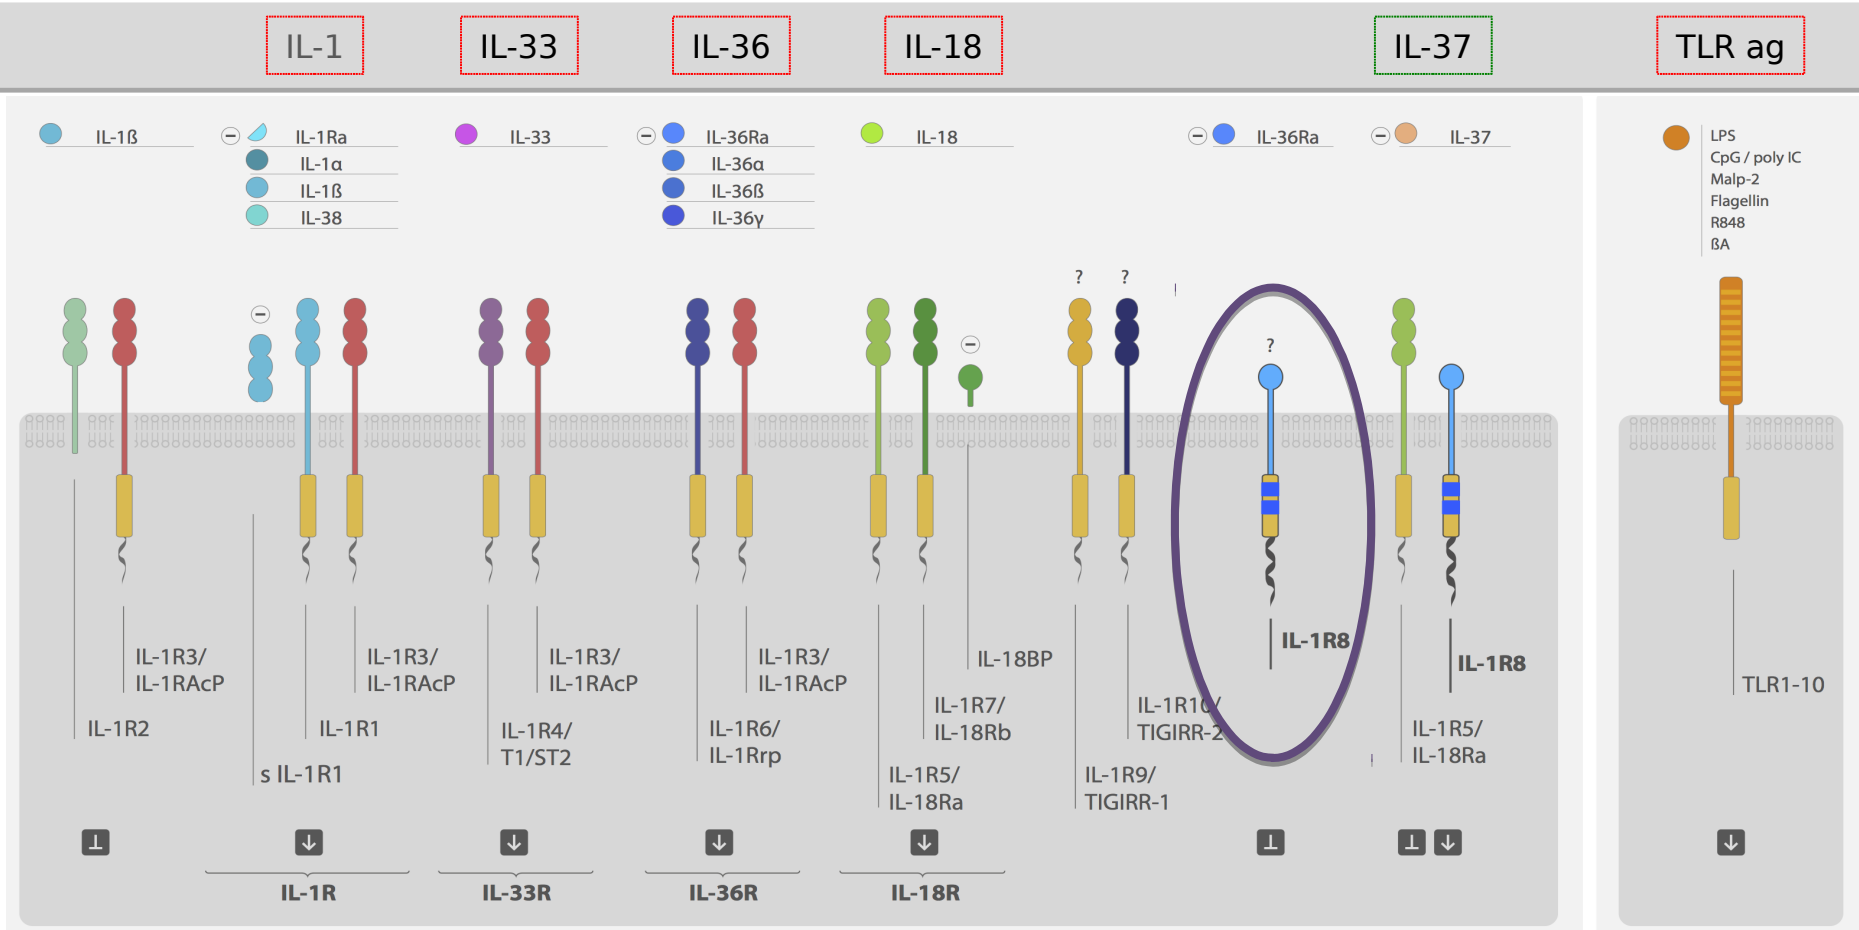 IL-1
IL-33
IL-36
IL-18
IL-37
TLR ag
IL-1ß
IL-1Ra
IL-1α
IL-1ß
IL-38
IL-33
IL-36Ra
IL-36α
IL-36ß
IL-36γ
IL-18
IL-36Ra
IL-37
LPS
CpG / poly IC
Malp-2
Flagellin
R848
ßA
?
?
?
IL-1R2
IL-1R3/
IL-1RAcP
s IL-1R1
IL-1R1
IL-1R3/
IL-1RAcP
IL-1R4/
T1/ST2
IL-1R3/
IL-1RAcP
IL-1R6/
IL-1Rrp
IL-1R3/
IL-1RAcP
IL-1R5/
IL-18Ra
IL-1R7/
IL-18Rb
IL-18BP
IL-1R9/
TIGIRR-1
IL-1R10/
TIGIRR-2
IL-1R8
IL-1R5/
IL-18Ra
IL-1R8
TLR1-10
IL-1R
IL-33R
IL-36R
IL-18R